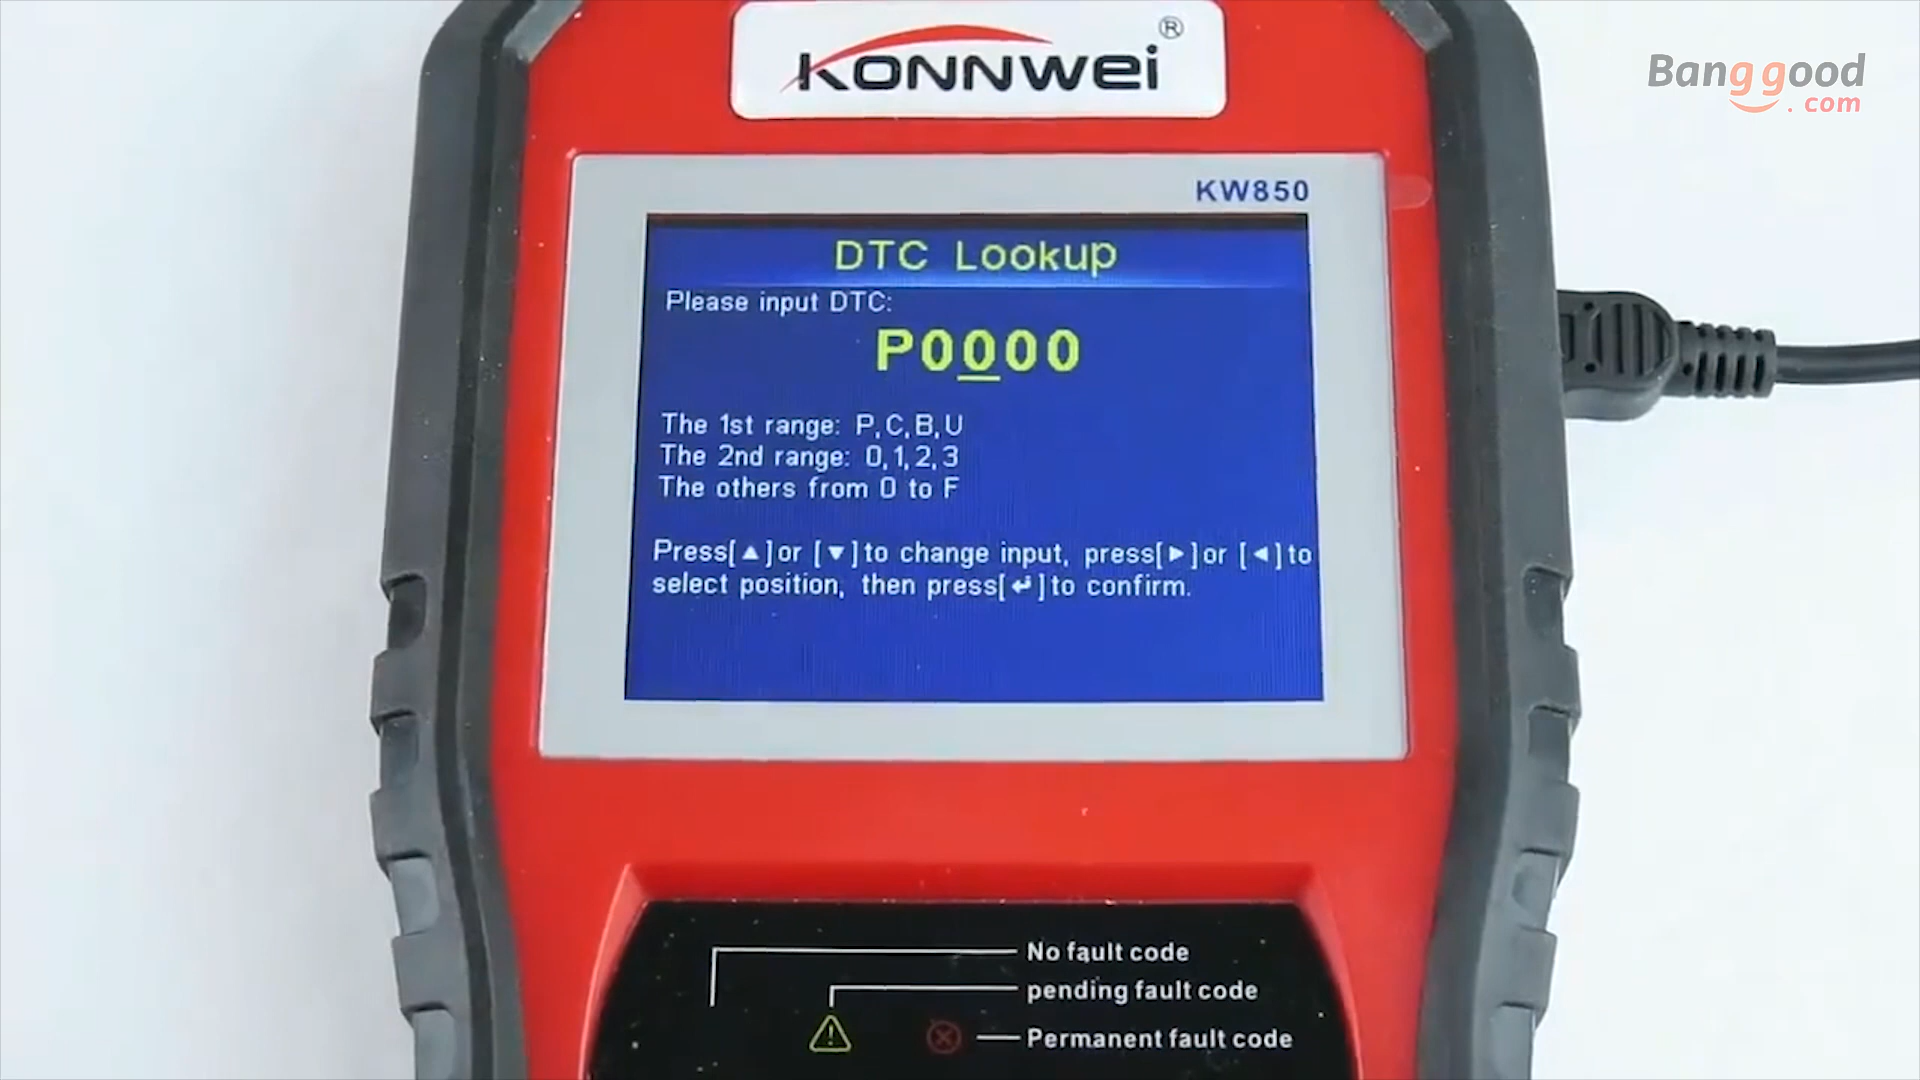 KONNWEI®
Banggood
.com
KW850
DTC Lookup
Please input DTC:
P0000
The 1st range: P,C,B,U
The 2nd range: 0,1,2,3
The others from 0 to F
Press[▲]or [▼]to change input, press[►]or [◄]to
select position, then press[↵]to confirm.
No fault code
pending fault code
Permanent fault code